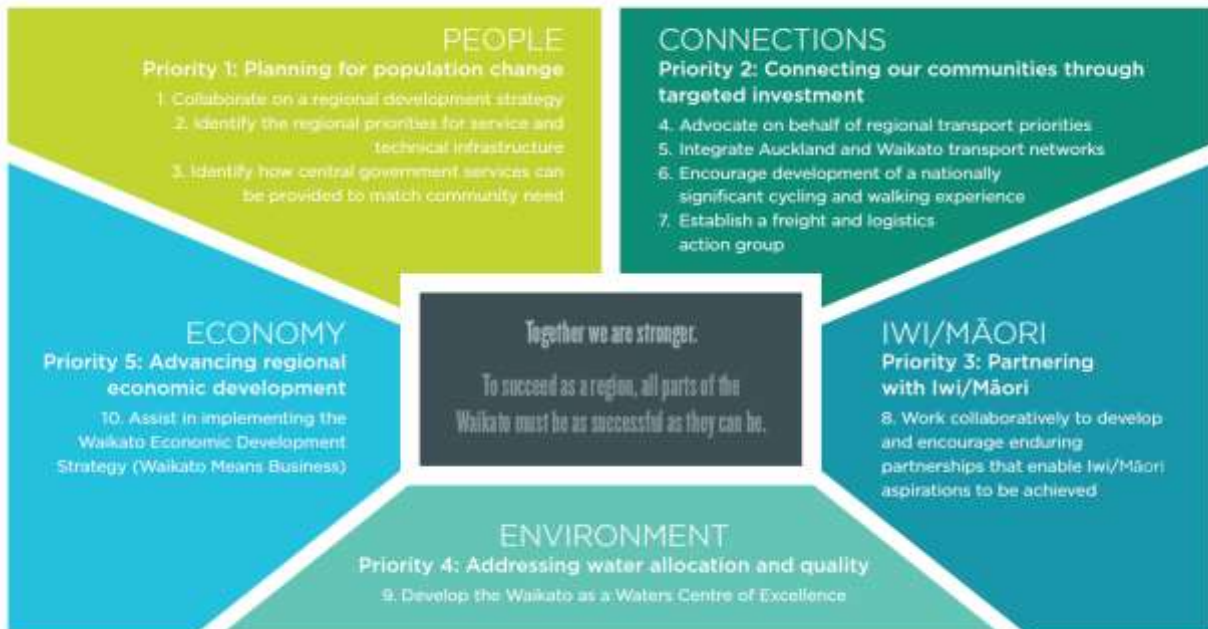 PEOPLE
Priority 1: Planning for population change
1. Collaborate on a regional development strategy
2. Identify the regional priorities for service and
technical infrastructure
3. Identify how central government services can
be provided to match community need
CONNECTIONS
Priority 2: Connecting our communities through
targeted investment
4. Advocate on behalf of regional transport priorities
5. Integrate Auckland and Waikato transport networks
6. Encourage development of a nationally
significant cycling and walking experience
7. Establish a freight and logistics
action group
ECONOMY
Priority 5: Advancing regional
economic development
10. Assist in implementing the
Waikato Economic Development
Strategy (Waikato Means Business)
Together we are stronger.
To succeed as a region, all parts of the
Waikato must be as successful as they can be.
IWI/MĀORI
Priority 3: Partnering
with Iwi/Māori
8. Work collaboratively to develop
and encourage enduring
partnerships that enable Iwi/Māori
aspirations to be achieved
ENVIRONMENT
Priority 4: Addressing water allocation and quality
9. Develop the Waikato as a Waters Centre of Excellence